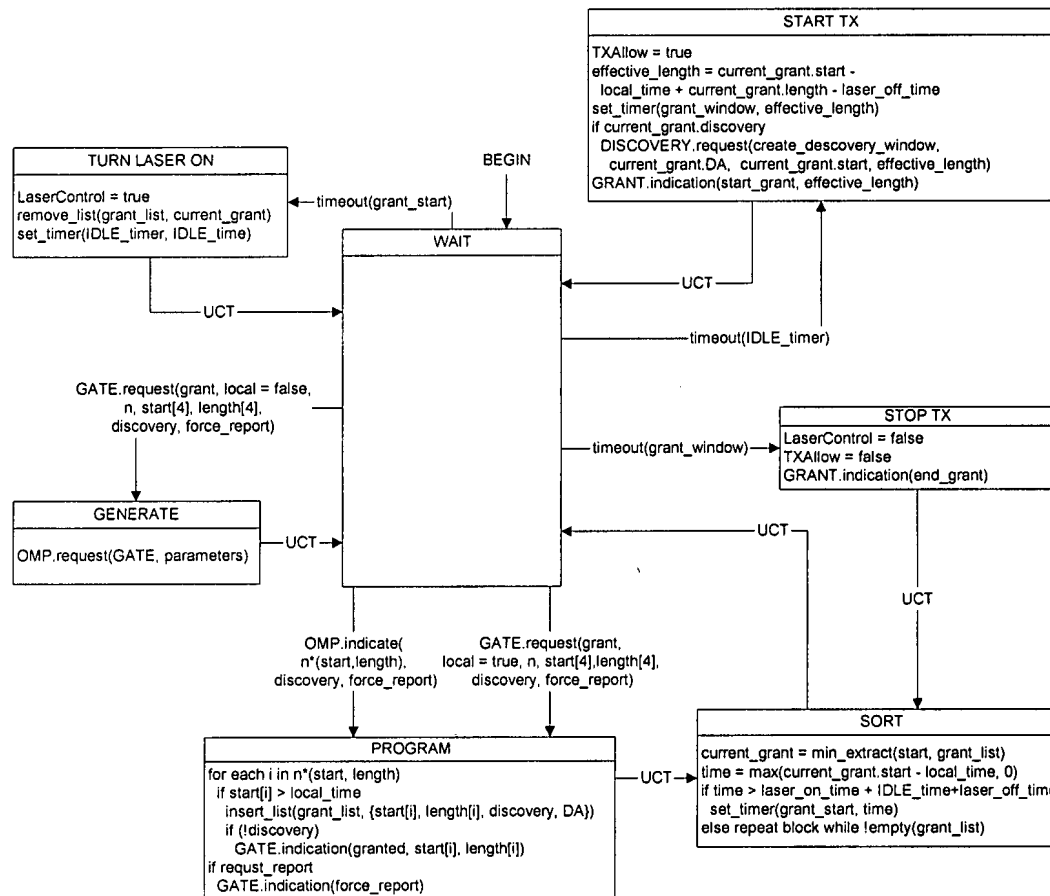 START TX
TXAllow = true
effective_length = current_grant.start -
local_time + current_grant.length - laser_off_time
set_timer(grant_window, effective_length)
if current_grant.discovery
DISCOVERY.request(create_descovery_window,
current_grant.DA, current_grant.start, effective_length)
GRANT.indication(start_grant, effective_length)
TURN LASER ON
LaserControl = true
remove_list(grant_list, current_grant)
set_timer(IDLE_timer, IDLE_time)
BEGIN
timeout(grant_start)
WAIT
UCT
UCT
timeout(IDLE_timer)
GATE.request(grant, local = false,
n, start[4], length[4],
discovery, force_report)
timeout(grant_window)
STOP TX
LaserControl = false
TXAllow = false
GRANT.indication(end_grant)
GENERATE
OMP.request(GATE, parameters)
UCT
UCT
UCT
OMP.indicate(
n*(start,length),
discovery, force_report)
GATE.request(grant,
local = true, n, start[4],length[4],
discovery, force_report)
PROGRAM
for each i in n*(start, length)
if start[i] > local_time
insert_list(grant_list, {start[i], length[i], discovery, DA})
if (!discovery)
GATE.indication(granted, start[i], length[i])
if requst_report
GATE.indication(force_report)
UCT
SORT
current_grant = min_extract(start, grant_list)
time = max(current_grant.start - local_time, 0)
if time > laser_on_time + IDLE_time+laser_off_time
set_timer(grant_start, time)
else repeat block while !empty(grant_list)